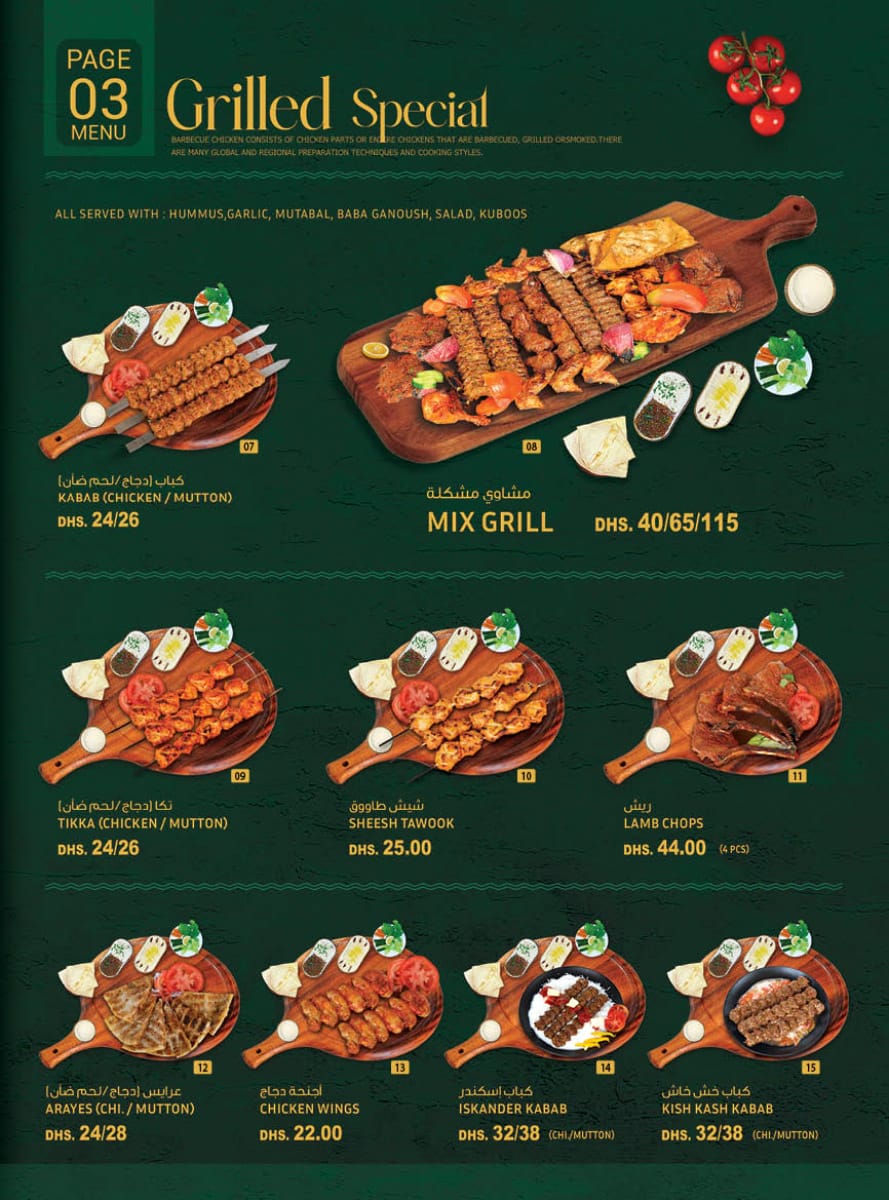 PAGE
03
MENU
Grilled Special
BARBECUE CHICKEN CONSISTS OF CHICKEN PARTS OR ENTIRE CHICKENS THAT ARE BARBECUED, GRILLED ORSMOKED.THERE
ARE MANY GLOBAL AND REGIONAL PREPARATION TECHNIQUES AND COOKING STYLES.
ALL SERVED WITH : HUMMUS,GARLIC, MUTABAL, BABA GANOUSH, SALAD, KUBOOS
07
كباب (دجاج/لحم ضأن)
KABAB (CHICKEN / MUTTON)
DHS. 24/26
08
مشاوي مشكلة
MIX GRILL DHS. 40/65/115
09
تكا (دجاج/لحم ضأن)
TIKKA (CHICKEN / MUTTON)
DHS. 24/26
10
شيش طاووق
SHEESH TAWOOK
DHS. 25.00
11
ريش
LAMB CHOPS
DHS. 44.00 (4 PCS)
12
عرايس (دجاج/لحم ضأن)
ARAYES (CHI. / MUTTON)
DHS. 24/28
13
أجنحة دجاج
CHICKEN WINGS
DHS. 22.00
14
كباب إسكندر
ISKANDER KABAB
DHS. 32/38 (CHI./MUTTON)
15
كباب خش خاش
KISH KASH KABAB
DHS. 32/38 (CHI./MUTTON)